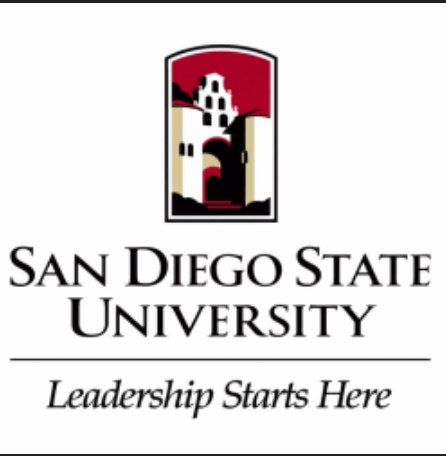 SAN DIEGO STATE
UNIVERSITY
Leadership Starts Here